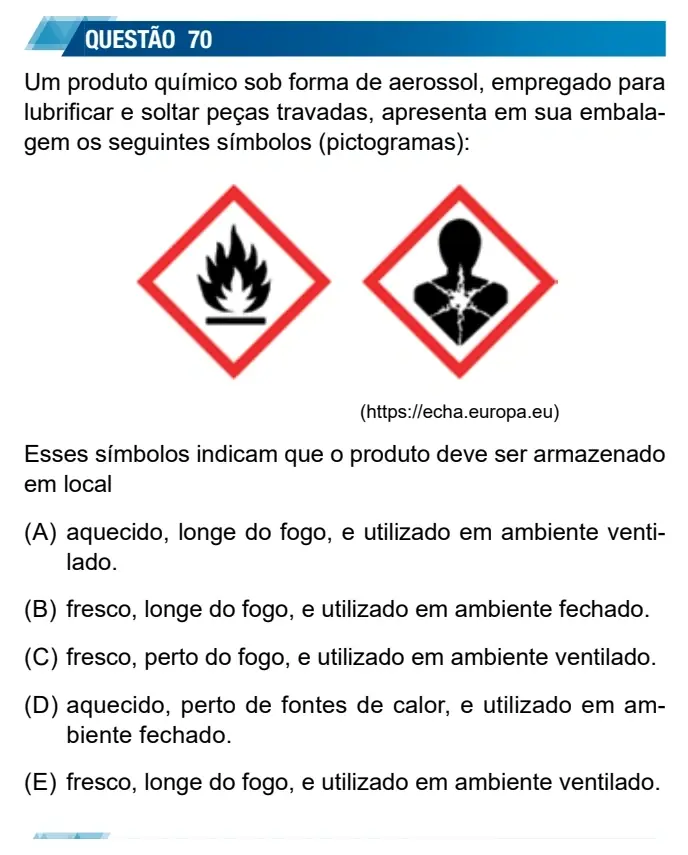 QUESTÃO 70
Um produto químico sob forma de aerossol, empregado para
lubrificar e soltar peças travadas, apresenta em sua embala-
gem os seguintes símbolos (pictogramas):
(https://echa.europa.eu)
Esses símbolos indicam que o produto deve ser armazenado
em local
(A) aquecido, longe do fogo, e utilizado em ambiente venti-
lado.
(B) fresco, longe do fogo, e utilizado em ambiente fechado.
(C) fresco, perto do fogo, e utilizado em ambiente ventilado.
(D) aquecido, perto de fontes de calor, e utilizado em am-
biente fechado.
(E) fresco, longe do fogo, e utilizado em ambiente ventilado.